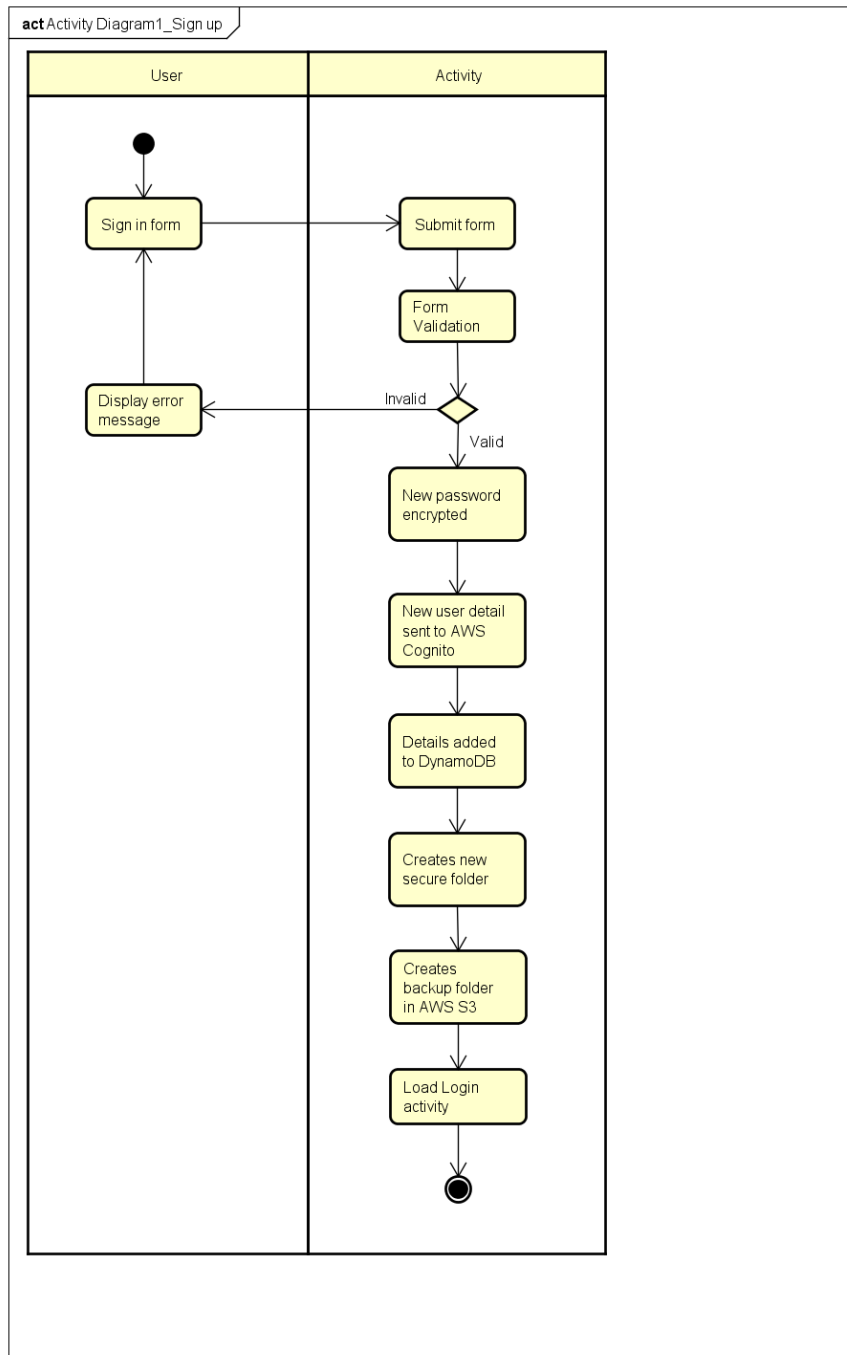 act Activity Diagram1_Sign up
User
Activity
Sign in form
Submit form
Form
Validation
Display error
message
Invalid
Valid
New password
encrypted
New user detail
sent to AWS
Cognito
Details added
to DynamoDB
Creates new
secure folder
Creates
backup folder
in AWS S3
Load Login
activity